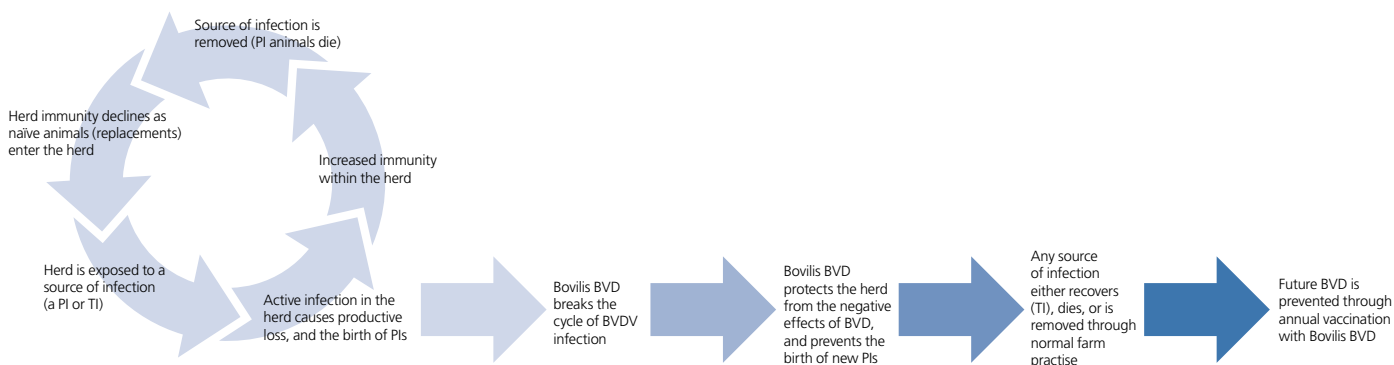 Source of infection is
removed (PI animals die)
Herd immunity declines as
naïve animals (replacements)
enter the herd
Increased immunity
within the herd
Herd is exposed to a
source of infection
(a PI or TI)
Active infection in the
herd causes productive
loss, and the birth of PIs
Bovilis BVD
breaks the
cycle of BVDV
infection
Bovilis BVD
protects the herd
from the negative
effects of BVD,
and prevents the
birth of new PIs
Any source
of infection
either recovers
(TI), dies, or is
removed through
normal farm
practise
Future BVD is
prevented through
annual vaccination
with Bovilis BVD